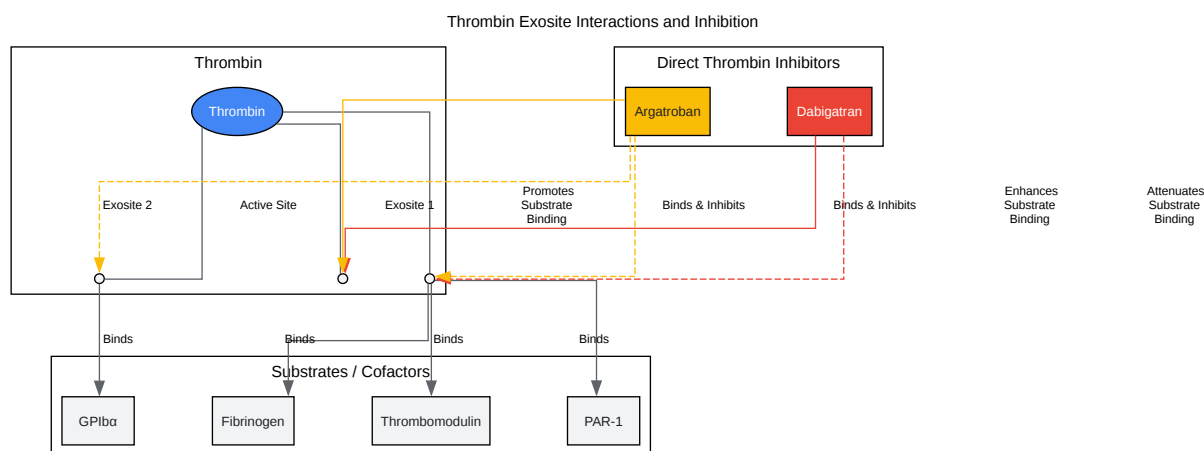 Thrombin Exosite Interactions and Inhibition
Thrombin
Direct Thrombin Inhibitors
Thrombin
Argatroban
Dabigatran
Exosite 2
Active Site
Exosite 1
Promotes
Substrate
Binding
Binds & Inhibits
Binds & Inhibits
Enhances
Substrate
Binding
Attenuates
Substrate
Binding
Binds
Binds
Binds
Binds
Substrates / Cofactors
GPIbα
Fibrinogen
Thrombomodulin
PAR-1